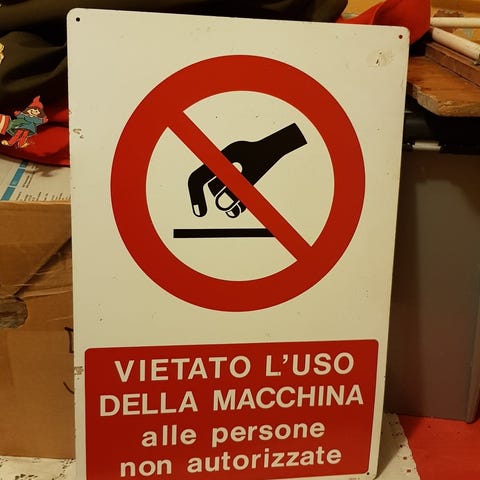 VIETATO L'USO
DELLA MACCHINA
alle persone
non autorizzate